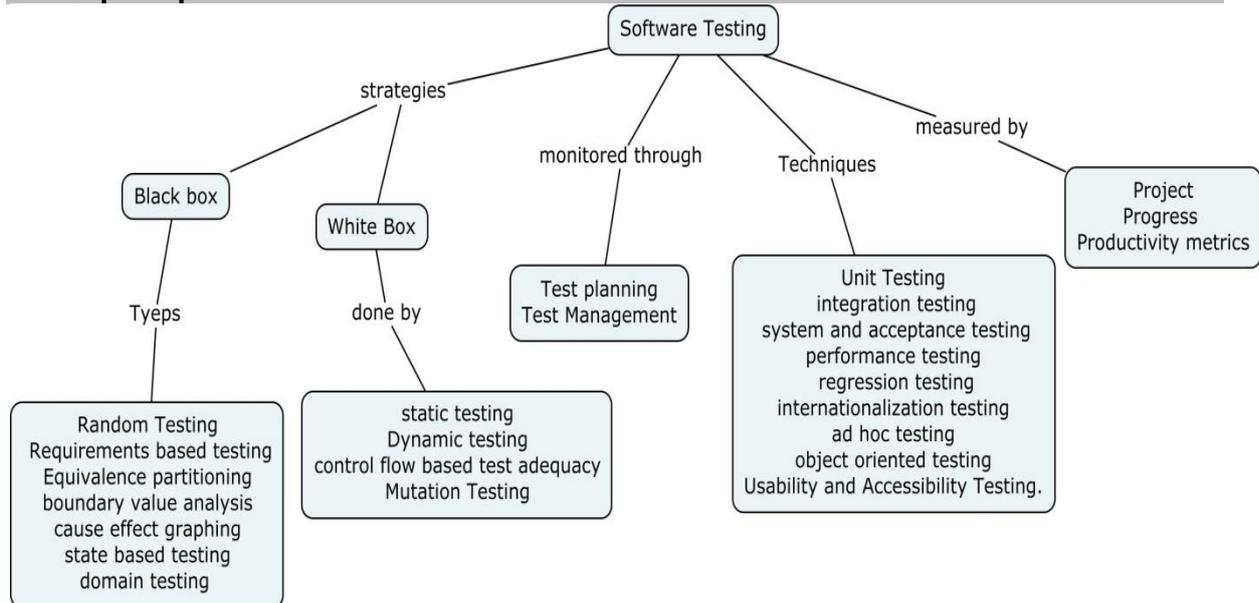 Software Testing
strategies
measured by
monitored through
Techniques
Black box
White Box
Project
Progress
Productivity metrics
Tyeps
done by
Test planning
Test Management
Unit Testing
integration testing
system and acceptance testing
performance testing
regression testing
internationalization testing
ad hoc testing
object oriented testing
Usability and Accessibility Testing.
Random Testing
Requirements based testing
Equivalence partitioning
boundary value analysis
cause effect graphing
state based testing
domain testing
static testing
Dynamic testing
control flow based test adequacy
Mutation Testing